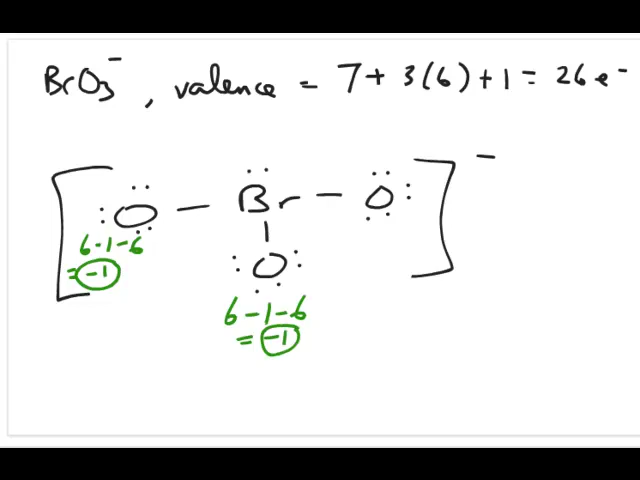 BrO₃⁻, valence = 7 + 3(6) + 1 = 26 e⁻
[ O — Br — O ]⁻
6-1-6
O
= -1
6-1-6
= -1